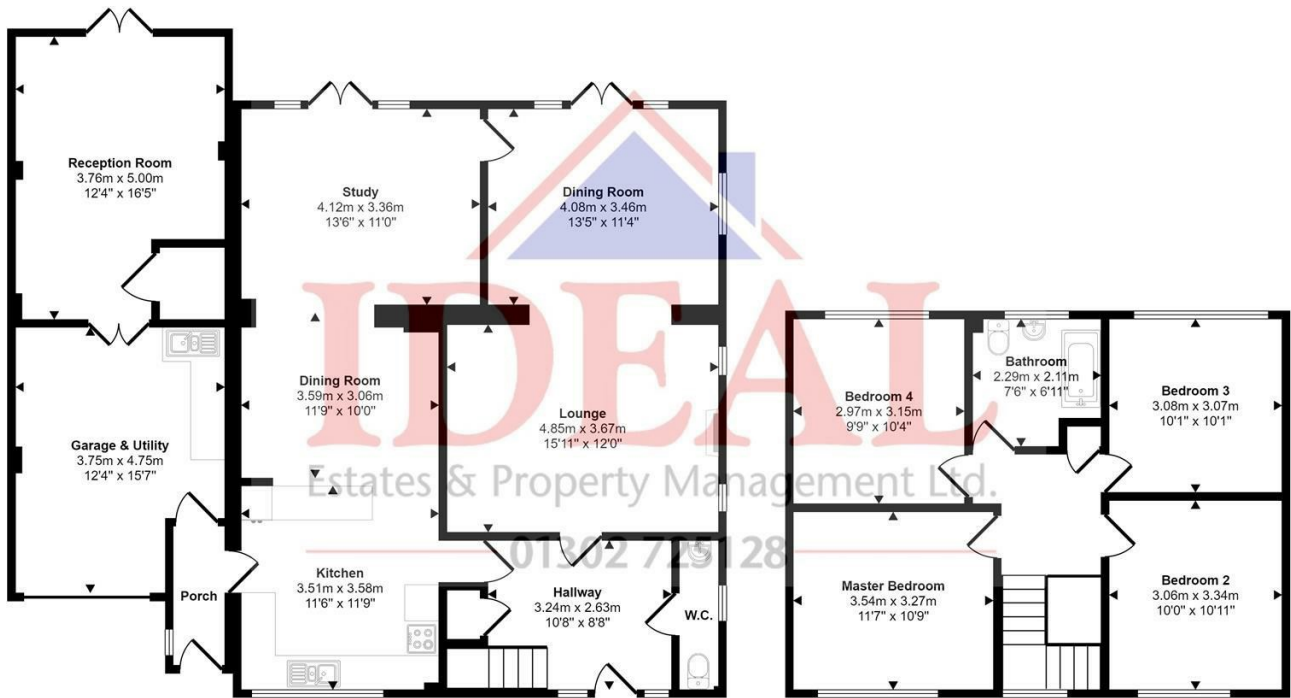 Reception Room
3.76m x 5.00m
12'4" x 16'5"
Study
4.12m x 3.36m
13'6" x 11'0"
Dining Room
4.08m x 3.46m
13'5" x 11'4"
Garage & Utility
3.75m x 4.75m
12'4" x 15'7"
Dining Room
3.59m x 3.06m
11'9" x 10'0"
Lounge
4.85m x 3.67m
15'11" x 12'0"
Porch
Kitchen
3.51m x 3.58m
11'6" x 11'9"
Hallway
3.24m x 2.63m
10'8" x 8'8"
W.C.
Bedroom 4
2.97m x 3.15m
9'9" x 10'4"
Bathroom
2.29m x 2.11m
7'6" x 6'11"
Bedroom 3
3.08m x 3.07m
10'1" x 10'1"
Master Bedroom
3.54m x 3.27m
11'7" x 10'9"
Bedroom 2
3.06m x 3.34m
10'0" x 10'11"
IDEAL
Estates & Property Management Ltd.
01302 725128